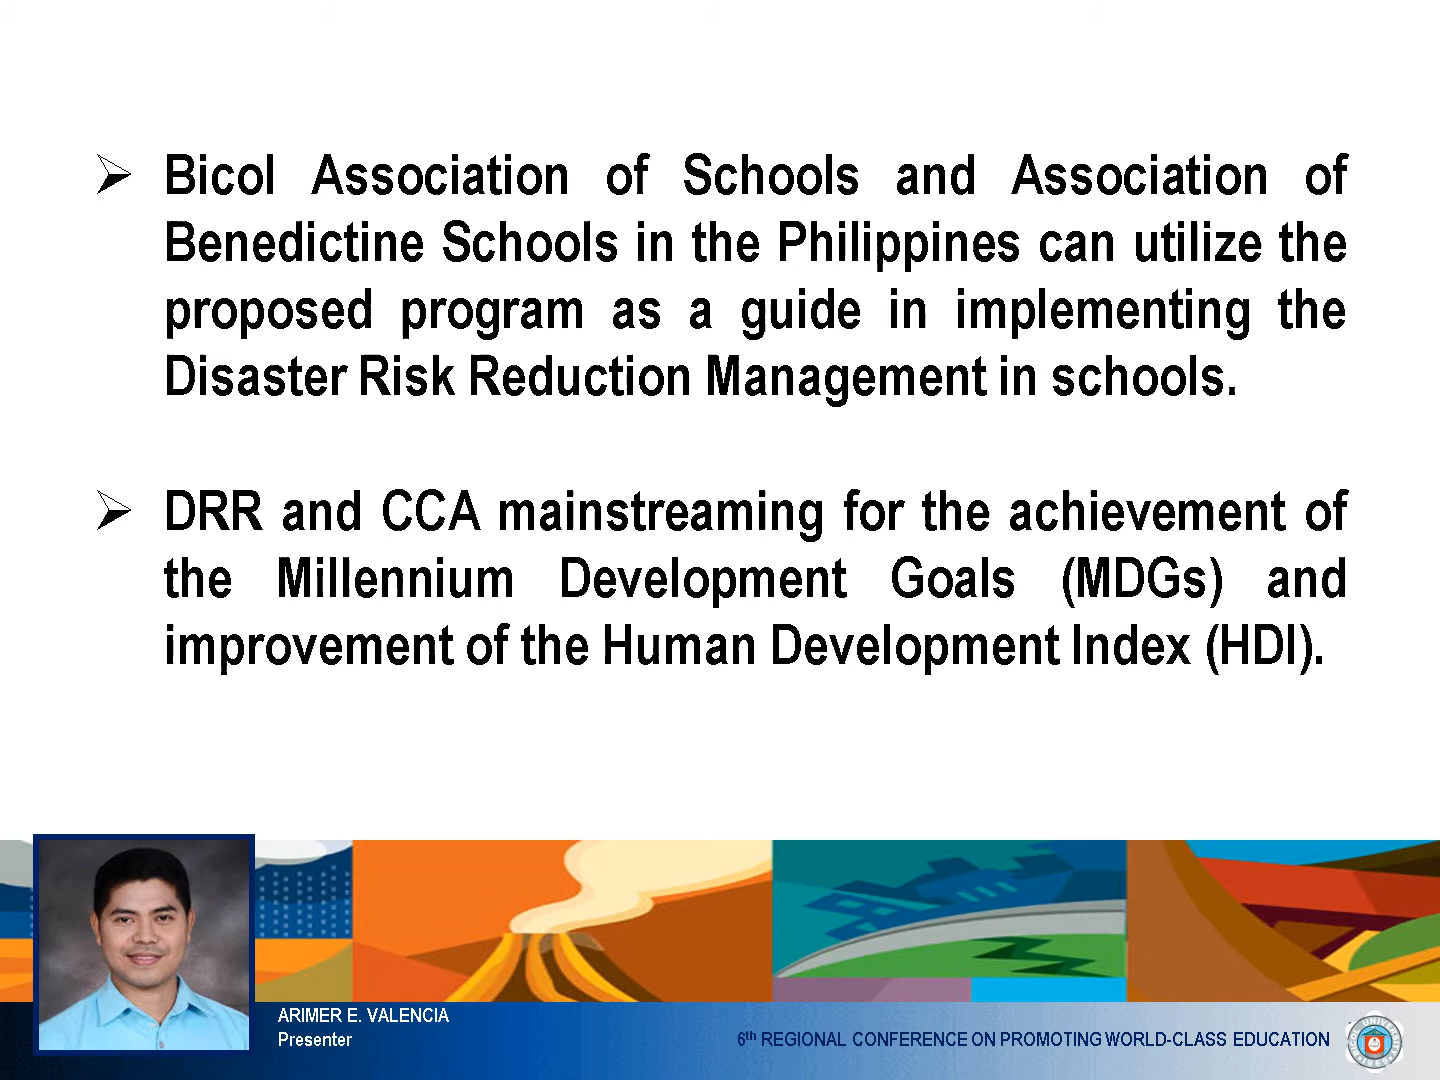 ➢ Bicol Association of Schools and Association of
Benedictine Schools in the Philippines can utilize the
proposed program as a guide in implementing the
Disaster Risk Reduction Management in schools.
➢ DRR and CCA mainstreaming for the achievement of
the Millennium Development Goals (MDGs) and
improvement of the Human Development Index (HDI).
ARIMER E. VALENCIA
Presenter
6th REGIONAL CONFERENCE ON PROMOTING WORLD-CLASS EDUCATION